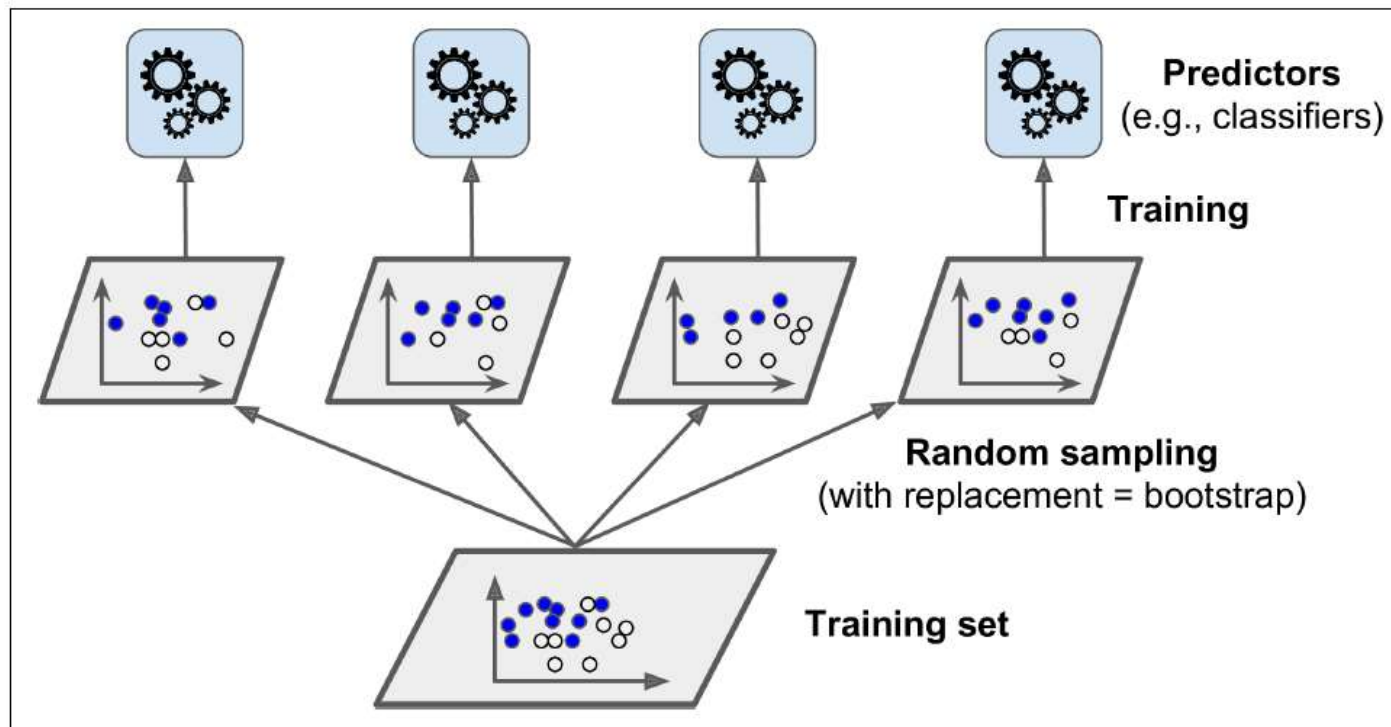 Predictors
(e.g., classifiers)
Training
Random sampling
(with replacement = bootstrap)
Training set